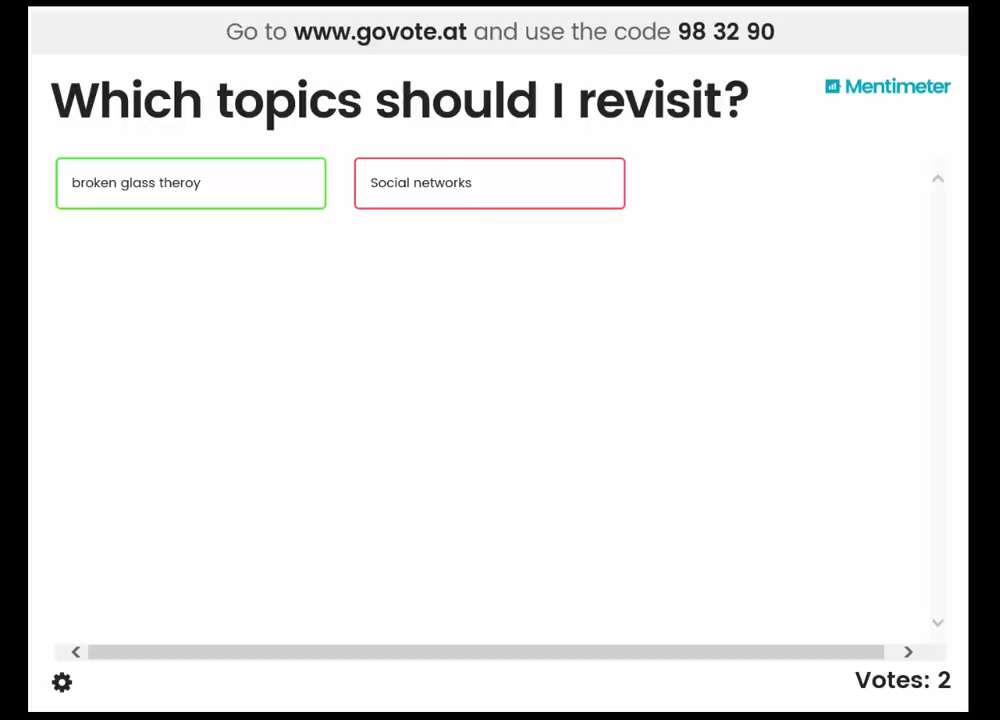 Go to www.govote.at and use the code 98 32 90
Which topics should I revisit?
Mentimeter
broken glass theroy
Social networks
Votes: 2